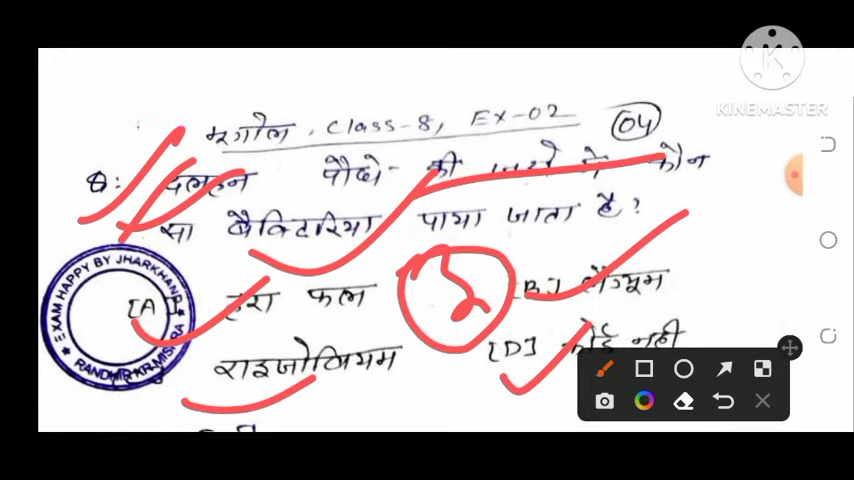 KINEMASTER
भूगोल, Class-8, EX-02 04
Q: दलहन पौधो की जड़ो मे कौन
सा बैक्टिरिया पाया जाता है?
[A] हरा फल [B] लेग्यूम
राइजोबियम [D] कोई नही
EXAM HAPPY BY JHARKHAND
RANDHIR KR. MISHRA